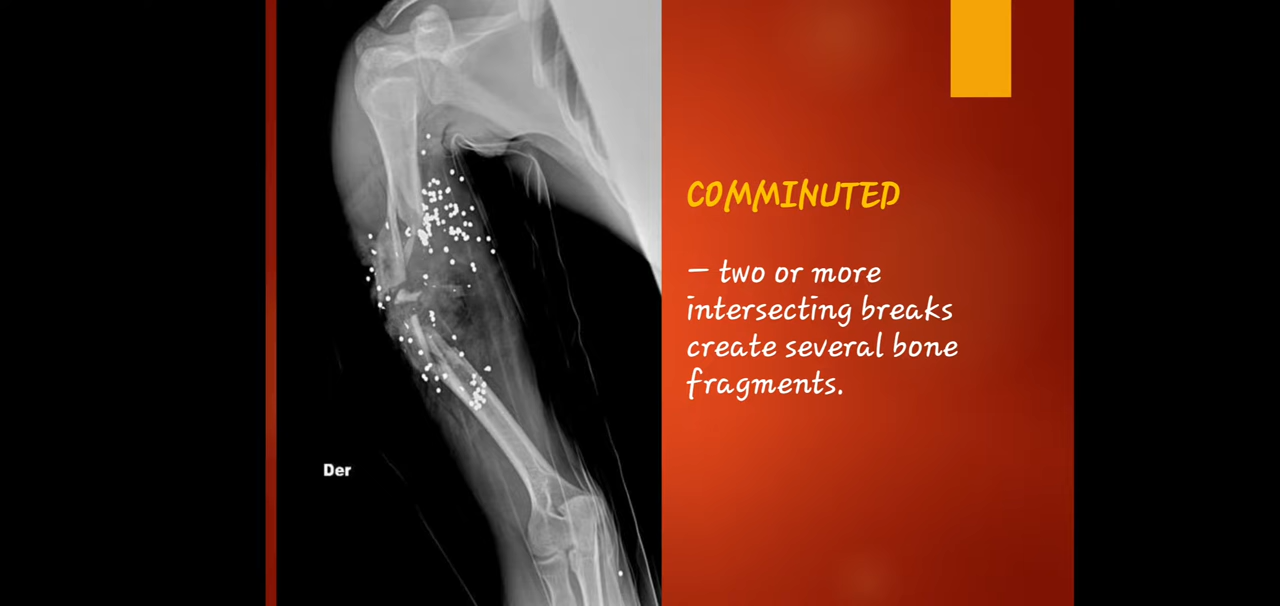 COMMINUTED
– two or more
intersecting breaks
create several bone
fragments.
Der